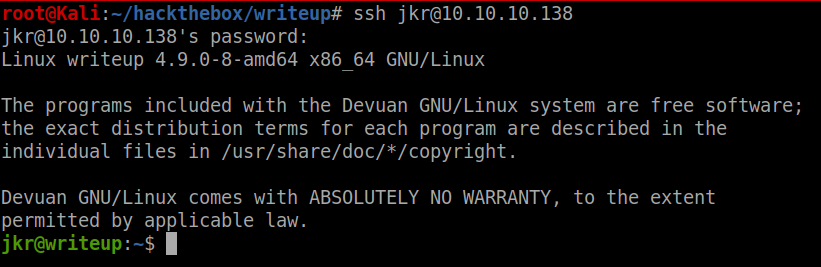 root@Kali:~/hackthebox/writeup# ssh jkr@10.10.10.138
jkr@10.10.10.138's password:
Linux writeup 4.9.0-8-amd64 x86_64 GNU/Linux
The programs included with the Devuan GNU/Linux system are free software;
the exact distribution terms for each program are described in the
individual files in /usr/share/doc/*/copyright.
Devuan GNU/Linux comes with ABSOLUTELY NO WARRANTY, to the extent
permitted by applicable law.
jkr@writeup:~$